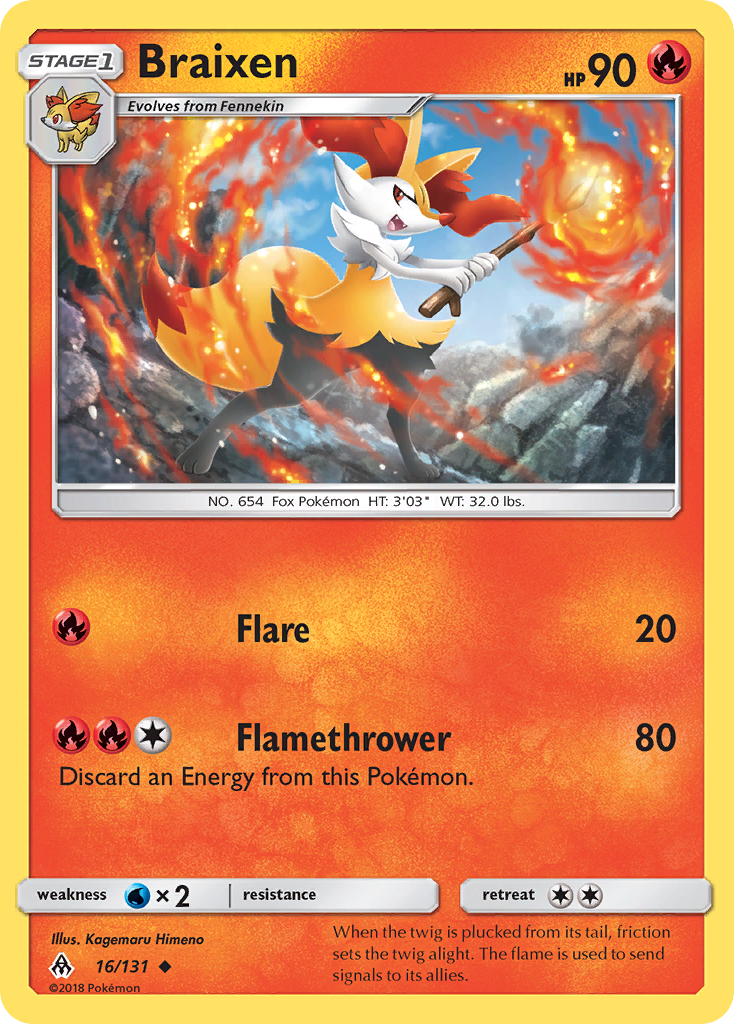 STAGE1
Braixen
HP 90
Evolves from Fennekin
NO. 654 Fox Pokémon HT: 3'03" WT: 32.0 lbs.
Flare 20
Flamethrower 80
Discard an Energy from this Pokémon.
weakness ×2 resistance retreat
Illus. Kagemaru Himeno
16/131
©2018 Pokémon
When the twig is plucked from its tail, friction
sets the twig alight. The flame is used to send
signals to its allies.